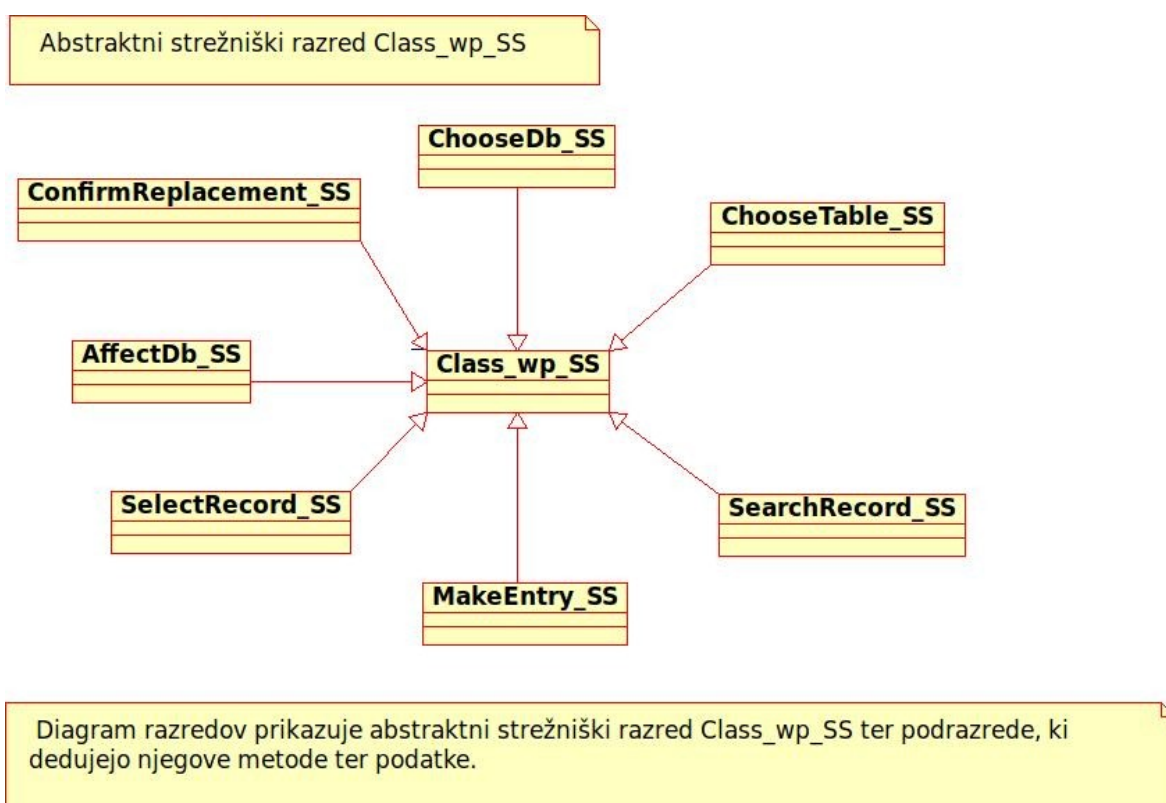 Abstraktni strežniški razred Class_wp_SS
ChooseDb_SS
ConfirmReplacement_SS
ChooseTable_SS
AffectDb_SS
Class_wp_SS
SelectRecord_SS
SearchRecord_SS
MakeEntry_SS
Diagram razredov prikazuje abstraktni strežniški razred Class_wp_SS ter podrazrede, ki
dedujejo njegove metode ter podatke.